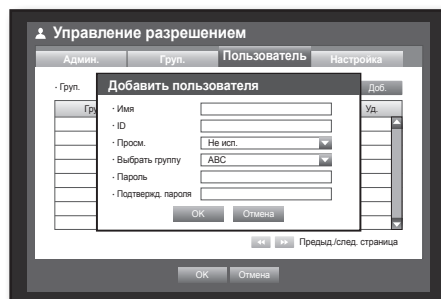 Управление разрешением
Админ. Груп. Пользователь Настройка
· Груп. Доб.
Гру Уд.
Добавить пользователя
· Имя
· ID
· Просм. Не исп.
· Выбрать группу ABC
· Пароль
· Подтвержд. пароля
OK Отмена
Предыд./след. страница
OK Отмена